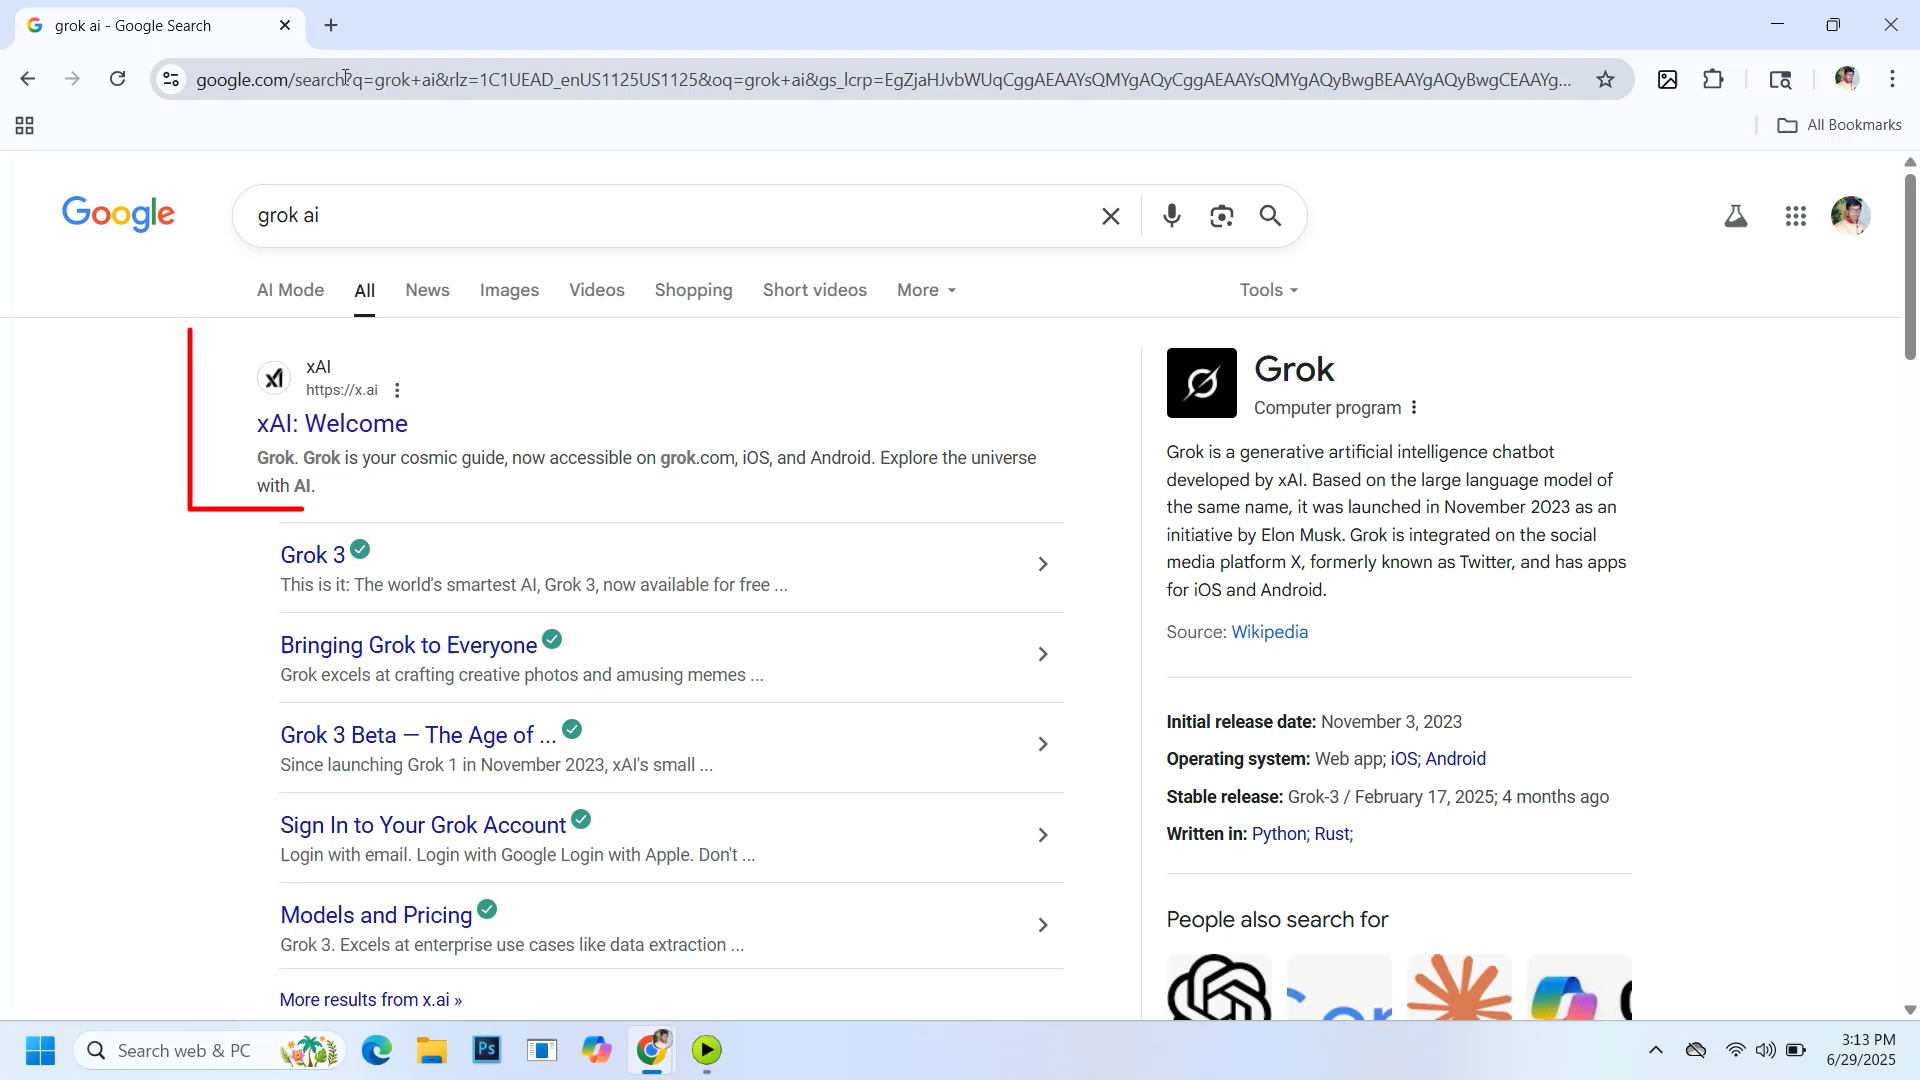 grok ai - Google Search
google.com/search?q=grok+ai&rlz=1C1UEAD_enUS1125US1125&oq=grok+ai&gs_lcrp=EgZjaHJvbWUqCggAEAAYsQMYgAQyCggAEAAYsQMYgAQyBwgBEAAYgAQyBwgCEAAYg...
All Bookmarks
Google
grok ai
AI Mode All News Images Videos Shopping Short videos More Tools
xAI
https://x.ai
xAI: Welcome
Grok. Grok is your cosmic guide, now accessible on grok.com, iOS, and Android. Explore the universe
with AI.
Grok 3
This is it: The world's smartest AI, Grok 3, now available for free ...
Bringing Grok to Everyone
Grok excels at crafting creative photos and amusing memes ...
Grok 3 Beta — The Age of ...
Since launching Grok 1 in November 2023, xAI's small ...
Sign In to Your Grok Account
Login with email. Login with Google Login with Apple. Don't ...
Models and Pricing
Grok 3. Excels at enterprise use cases like data extraction ...
More results from x.ai »
Grok
Computer program
Grok is a generative artificial intelligence chatbot
developed by xAI. Based on the large language model of
the same name, it was launched in November 2023 as an
initiative by Elon Musk. Grok is integrated on the social
media platform X, formerly known as Twitter, and has apps
for iOS and Android.
Source: Wikipedia
Initial release date: November 3, 2023
Operating system: Web app; iOS; Android
Stable release: Grok-3 / February 17, 2025; 4 months ago
Written in: Python; Rust;
People also search for
Search web & PC
Ps
3:13 PM
6/29/2025